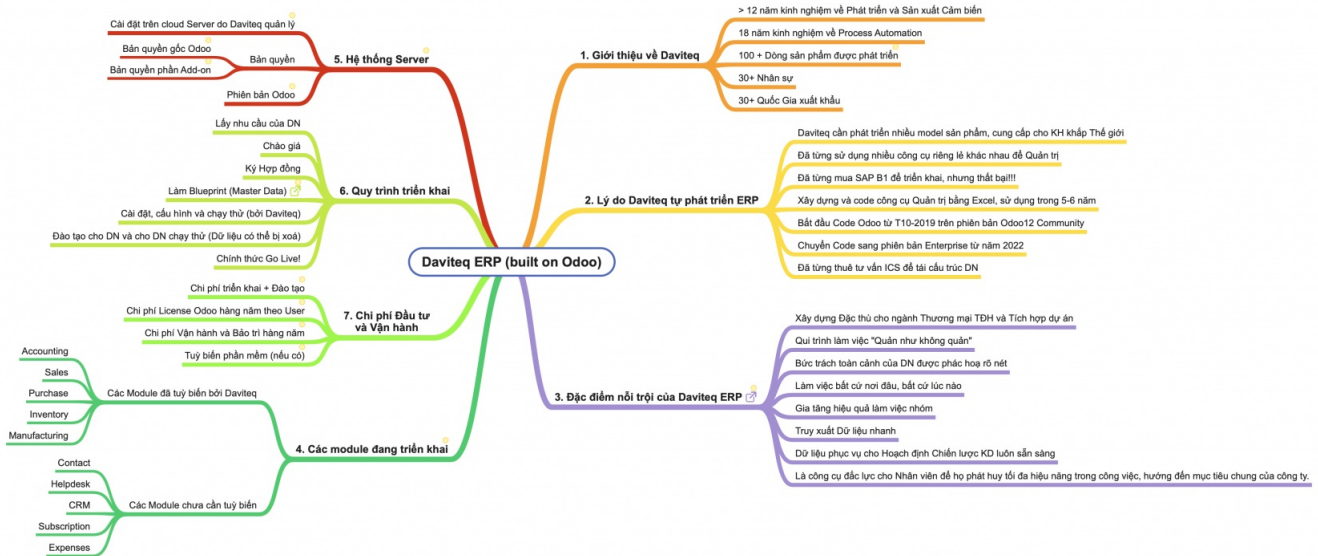 Daviteq ERP (built on Odoo)
1. Giới thiệu về Daviteq
> 12 năm kinh nghiệm về Phát triển và Sản xuất Cảm biến
18 năm kinh nghiệm về Process Automation
100 + Dòng sản phẩm được phát triển
30+ Nhân sự
30+ Quốc Gia xuất khẩu
2. Lý do Daviteq tự phát triển ERP
Daviteq cần phát triển nhiều model sản phẩm, cung cấp cho KH khắp Thế giới
Đã từng sử dụng nhiều công cụ riêng lẻ khác nhau để Quản trị
Đã từng mua SAP B1 để triển khai, nhưng thất bại!!!
Xây dựng và code công cụ Quản trị bằng Excel, sử dụng trong 5-6 năm
Bắt đầu Code Odoo từ T10-2019 trên phiên bản Odoo12 Community
Chuyển Code sang phiên bản Enterprise từ năm 2022
Đã từng thuê tư vấn ICS để tái cấu trúc DN
3. Đặc điểm nỗi trội của Daviteq ERP
Xây dựng Đặc thù cho ngành Thương mại TĐH và Tích hợp dự án
Qui trình làm việc "Quản như không quản"
Bức trách toàn cảnh của DN được phác hoạ rõ nét
Làm việc bất cứ nơi đâu, bất cứ lúc nào
Gia tăng hiệu quả làm việc nhóm
Truy xuất Dữ liệu nhanh
Dữ liệu phục vụ cho Hoạch định Chiến lược KD luôn sẵn sàng
Là công cụ đắc lực cho Nhân viên để họ phát huy tối đa hiệu năng trong công việc, hướng đến mục tiêu chung của công ty.
4. Các module đang triển khai
Các Module đã tuỳ biến bởi Daviteq
Accounting
Sales
Purchase
Inventory
Manufacturing
Các Module chưa cần tuỳ biến
Contact
Helpdesk
CRM
Subscription
Expenses
5. Hệ thống Server
Cài đặt trên cloud Server do Daviteq quản lý
Bản quyền
Bản quyền gốc Odoo
Bản quyền phần Add-on
Phiên bản Odoo
6. Quy trình triển khai
Lấy nhu cầu của DN
Chào giá
Ký Hợp đồng
Làm Blueprint (Master Data)
Cài đặt, cấu hình và chạy thử (bởi Daviteq)
Đào tạo cho DN và cho DN chạy thử (Dữ liệu có thể bị xoá)
Chính thức Go Live!
7. Chi phí Đầu tư
và Vận hành
Chi phí triển khai + Đào tạo
Chi phí License Odoo hàng năm theo User
Chi phí Vận hành và Bảo trì hàng năm
Tuỳ biến phần mềm (nếu có)